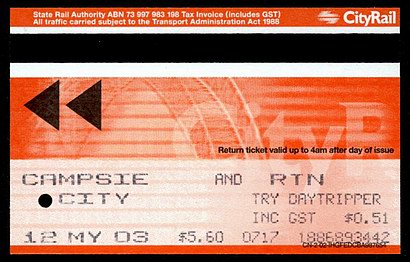 State Rail Authority ABN 73 997 983 198 Tax Invoice (includes GST)
All traffic carried subject to the Transport Administration Act 1988
CityRail
CityR
Return ticket valid up to 4am after day of issue
CAMPSIE AND RTN
CITY TRY DAYTRIPPER
INC GST $0.51
12 MY 03 $5.60 0717 1886893442